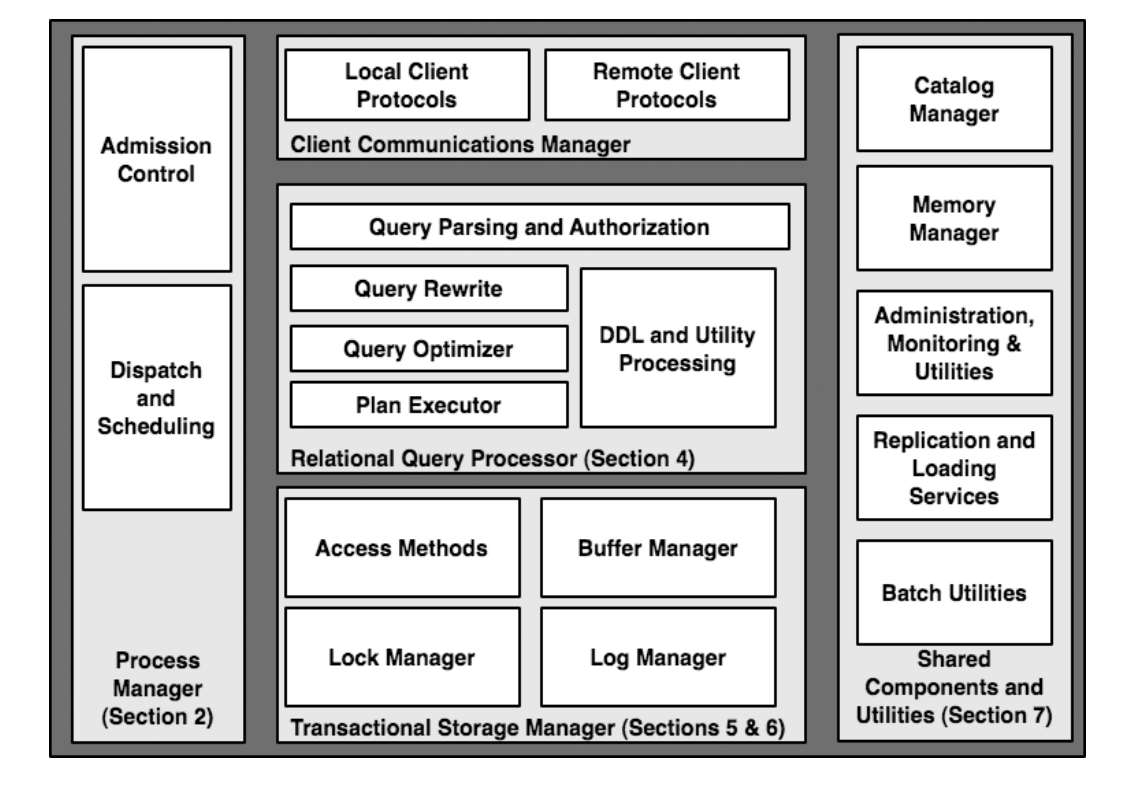 Admission
Control
Dispatch
and
Scheduling
Process
Manager
(Section 2)
Local Client
Protocols
Remote Client
Protocols
Client Communications Manager
Query Parsing and Authorization
Query Rewrite
Query Optimizer
Plan Executor
DDL and Utility
Processing
Relational Query Processor (Section 4)
Access Methods
Buffer Manager
Lock Manager
Log Manager
Transactional Storage Manager (Sections 5 & 6)
Catalog
Manager
Memory
Manager
Administration,
Monitoring &
Utilities
Replication and
Loading
Services
Batch Utilities
Shared
Components and
Utilities (Section 7)